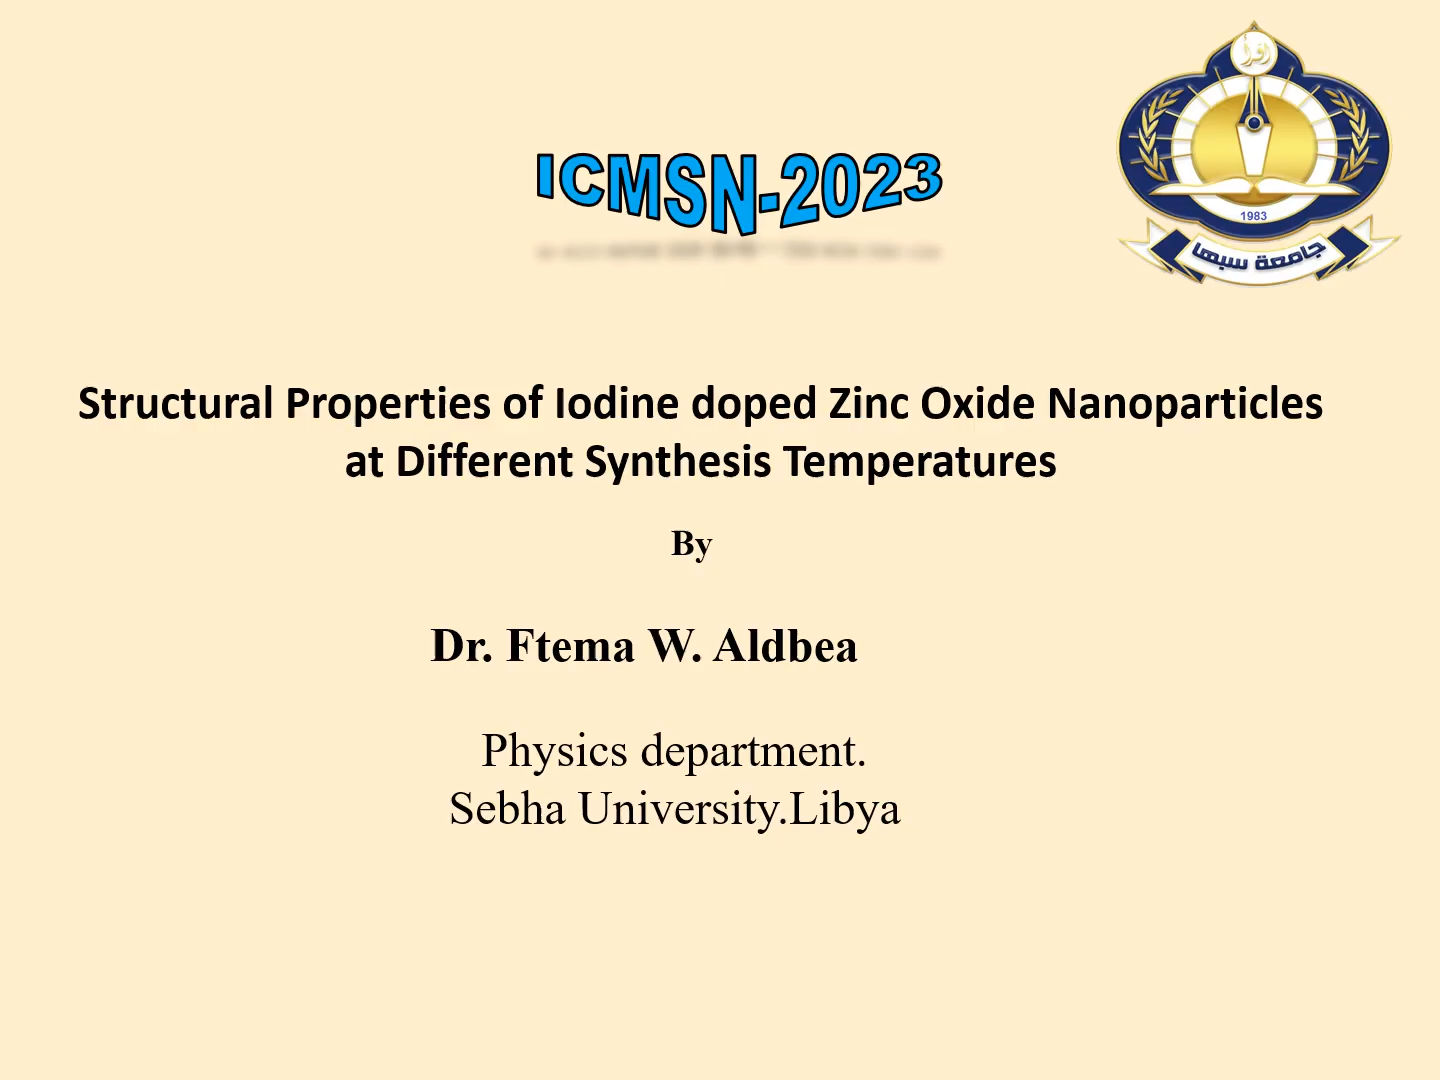 ICMSN-2023
اقرأ
1983
جامعة سبها
Structural Properties of Iodine doped Zinc Oxide Nanoparticles
at Different Synthesis Temperatures
By
Dr. Ftema W. Aldbea
Physics department.
Sebha University.Libya